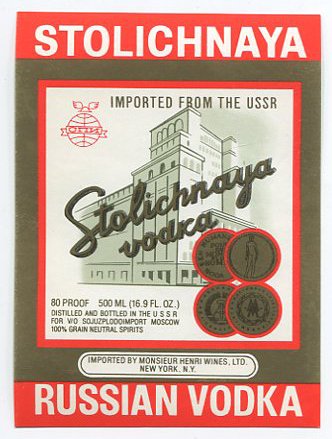 STOLICHNAYA
IMPORTED FROM THE USSR
Stolichnaya
vodka
80 PROOF 500 ML (16.9 FL. OZ.)
DISTILLED AND BOTTLED IN THE U S S R
FOR V/O SOJUZPLODOIMPORT MOSCOW
100% GRAIN NEUTRAL SPIRITS
IMPORTED BY MONSIEUR HENRI WINES, LTD.
NEW YORK, N.Y.
RUSSIAN VODKA